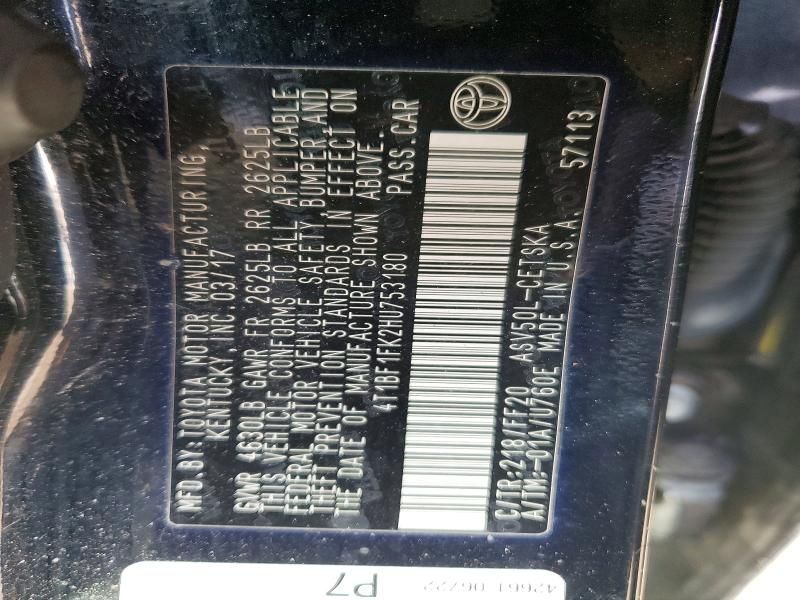 MFD. BY: TOYOTA MOTOR MANUFACTURING,
KENTUCKY, INC. 03/17
GVWR 4630LB GAWR FR 2625LB RR 2625LB
THIS VEHICLE CONFORMS TO ALL APPLICABLE
FEDERAL MOTOR VEHICLE SAFETY, BUMPER, AND
THEFT PREVENTION STANDARDS IN EFFECT ON
THE DATE OF MANUFACTURE SHOWN ABOVE.
4T1BF1FK2HU753180 PASS.CAR
C/TR:218/FF20 ASV50L-CETSKA
A/TM:-01A/U760E MADE IN U.S.A. 57113
P7
42661 06722